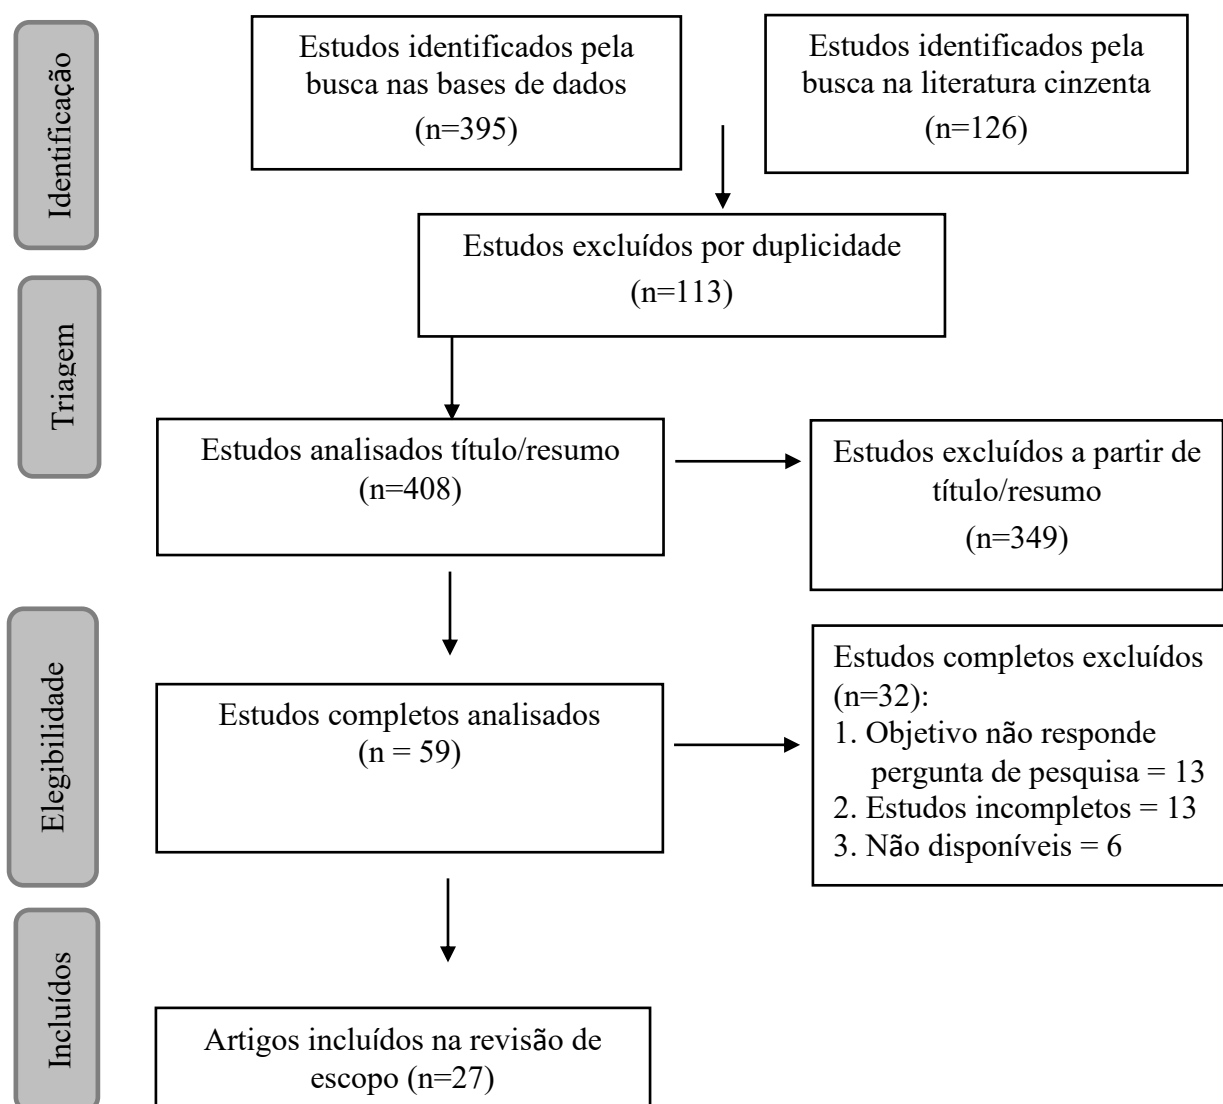 Identificação
Estudos identificados pela
busca nas bases de dados
(n=395)
Estudos identificados pela
busca na literatura cinzenta
(n=126)
Estudos excluídos por duplicidade
(n=113)
Triagem
Estudos analisados título/resumo
(n=408)
Estudos excluídos a partir de
título/resumo
(n=349)
Elegibilidade
Estudos completos analisados
(n = 59)
Estudos completos excluídos
(n=32):
1. Objetivo não responde
pergunta de pesquisa = 13
2. Estudos incompletos = 13
3. Não disponíveis = 6
Incluídos
Artigos incluídos na revisão de
escopo (n=27)